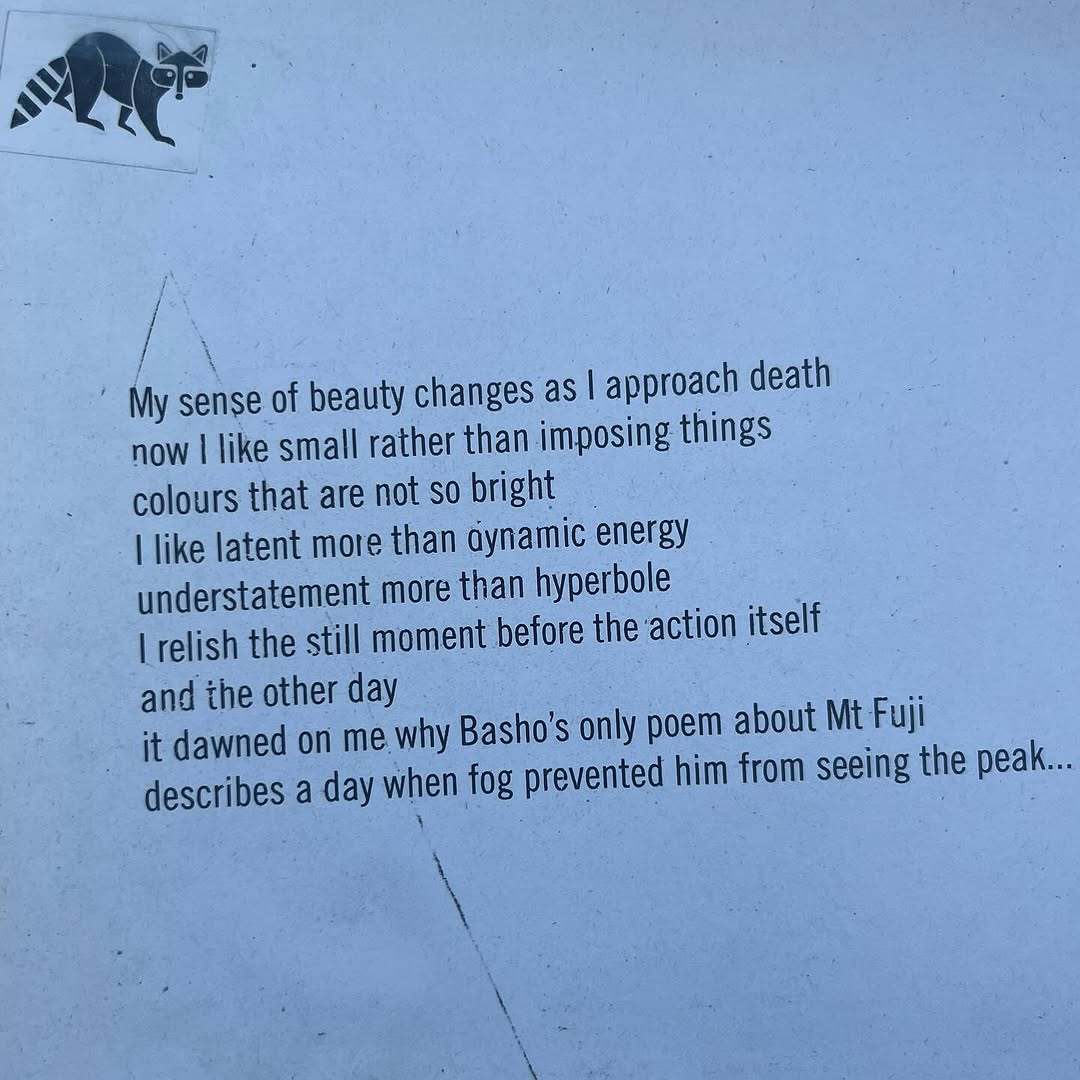 My sense of beauty changes as I approach death
now I like small rather than imposing things
colours that are not so bright
I like latent more than dynamic energy
understatement more than hyperbole
I relish the still moment before the action itself
and the other day
it dawned on me why Basho's only poem about Mt Fuji
describes a day when fog prevented him from seeing the peak...